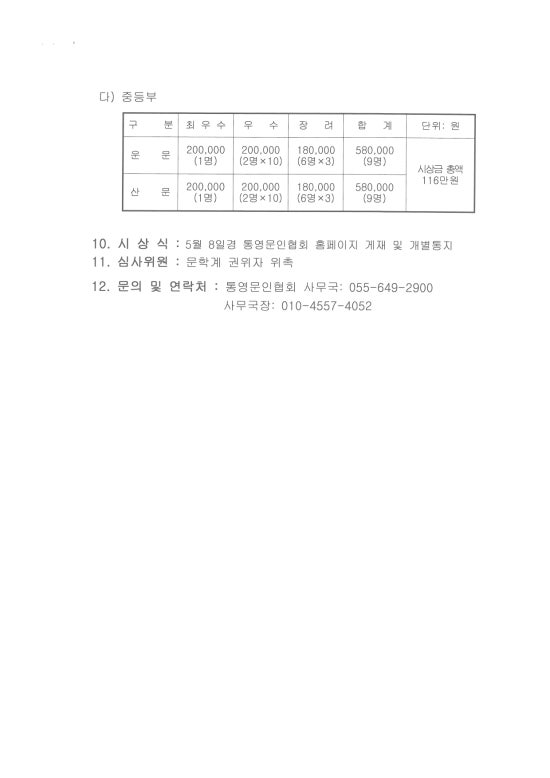 다) 중등부
구 분 최 우 수 우 수 장 려 합 계 단위: 원
운 문 200,000 (1명) 200,000 (2명×10) 180,000 (6명×3) 580,000 (9명) 시상금 총액 116만원
산 문 200,000 (1명) 200,000 (2명×10) 180,000 (6명×3) 580,000 (9명)
10. 시 상 식 : 5월 8일경 통영문인협회 홈페이지 게재 및 개별통지
11. 심사위원 : 문학계 권위자 위촉
12. 문의 및 연락처 : 통영문인협회 사무국: 055-649-2900
사무국장: 010-4557-4052